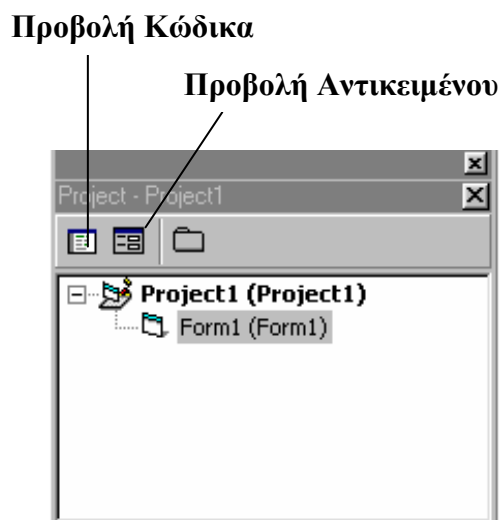 Προβολή Κώδικα
Προβολή Αντικειμένου
Project - Project1
Project1 (Project1)
Form1 (Form1)